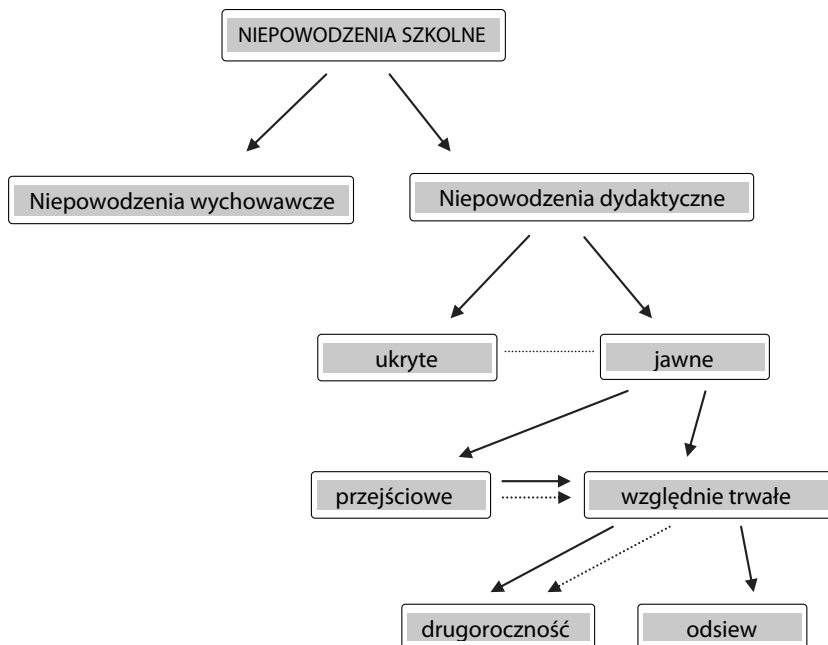 NIEPOWODZENIA SZKOLNE
Niepowodzenia wychowawcze
Niepowodzenia dydaktyczne
ukryte
jawne
przejściowe
względnie trwałe
drugoroczność
odsiew